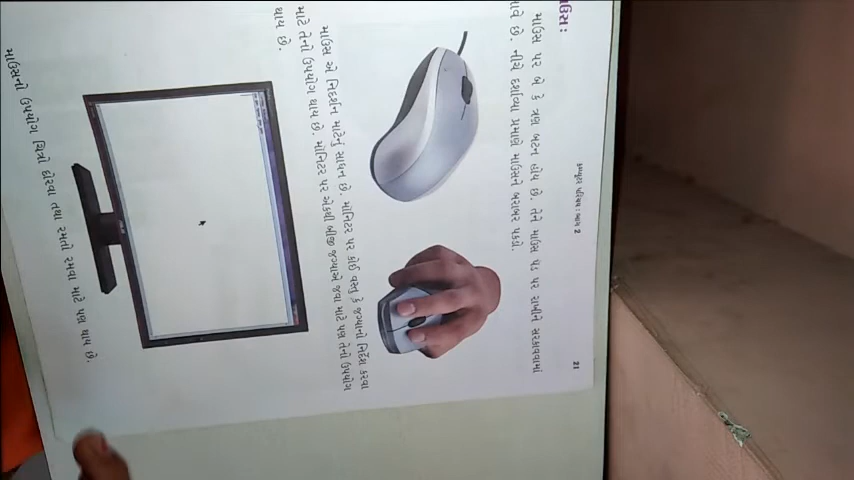 કમ્પ્યુટર પરિચય : ભાગ 2
21
માઉસ :
માઉસ પર બે કે ત્રણ બટન હોય છે. તેને માઉસ પેડ પર રાખીને સરકાવવામાં
આવે છે. નીચે દર્શાવ્યા પ્રમાણે માઉસને બરાબર પકડો.
માઉસ એ નિદર્શન માટેનું સાધન છે. મોનિટર પર કોઈ વસ્તુ કે જગ્યાનો નિર્દેશ કરવા
માટે તેનો ઉપયોગ થાય છે. મોનિટર પર એકથી બીજી જગ્યાએ જવા માટે પણ તેનો ઉપયોગ
થાય છે.
માઉસનો ઉપયોગ ચિત્રો દોરવા તથા રમતો રમવા માટે પણ થાય છે.